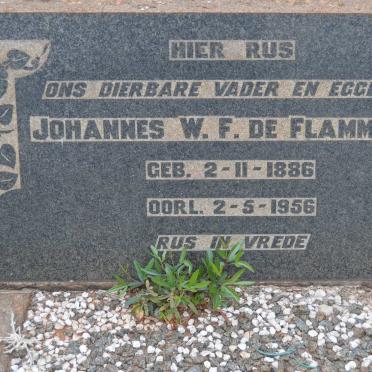 HIER RUS
ONS DIERBARE VADER EN EGGE
JOHANNES W. F. DE FLAMM
GEB. 2-11-1886
OORL. 2-5-1956
RUS IN VREDE